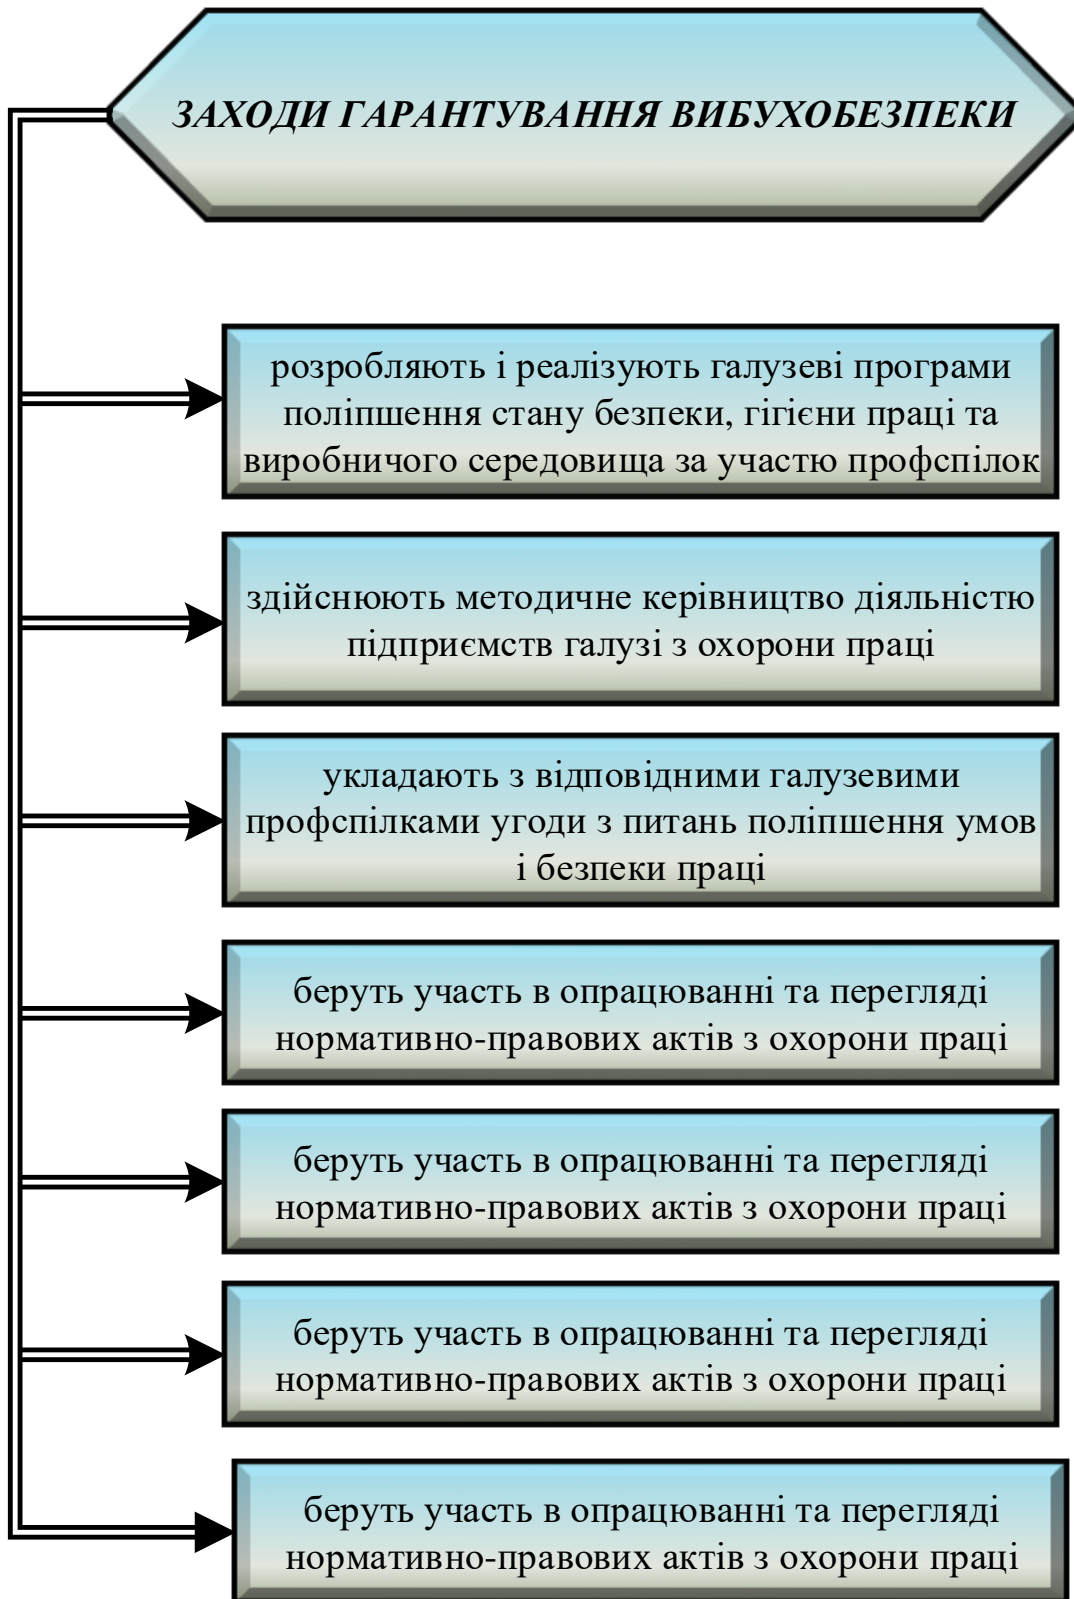 ЗАХОДИ ГАРАНТУВАННЯ ВИБУХОБЕЗПЕКИ
розробляють і реалізують галузеві програми
поліпшення стану безпеки, гігієни праці та
виробничого середовища за участю профспілок
здійснюють методичне керівництво діяльністю
підприємств галузі з охорони праці
укладають з відповідними галузевими
профспілками угоди з питань поліпшення умов
і безпеки праці
беруть участь в опрацюванні та перегляді
нормативно-правових актів з охорони праці
беруть участь в опрацюванні та перегляді
нормативно-правових актів з охорони праці
беруть участь в опрацюванні та перегляді
нормативно-правових актів з охорони праці
беруть участь в опрацюванні та перегляді
нормативно-правових актів з охорони праці